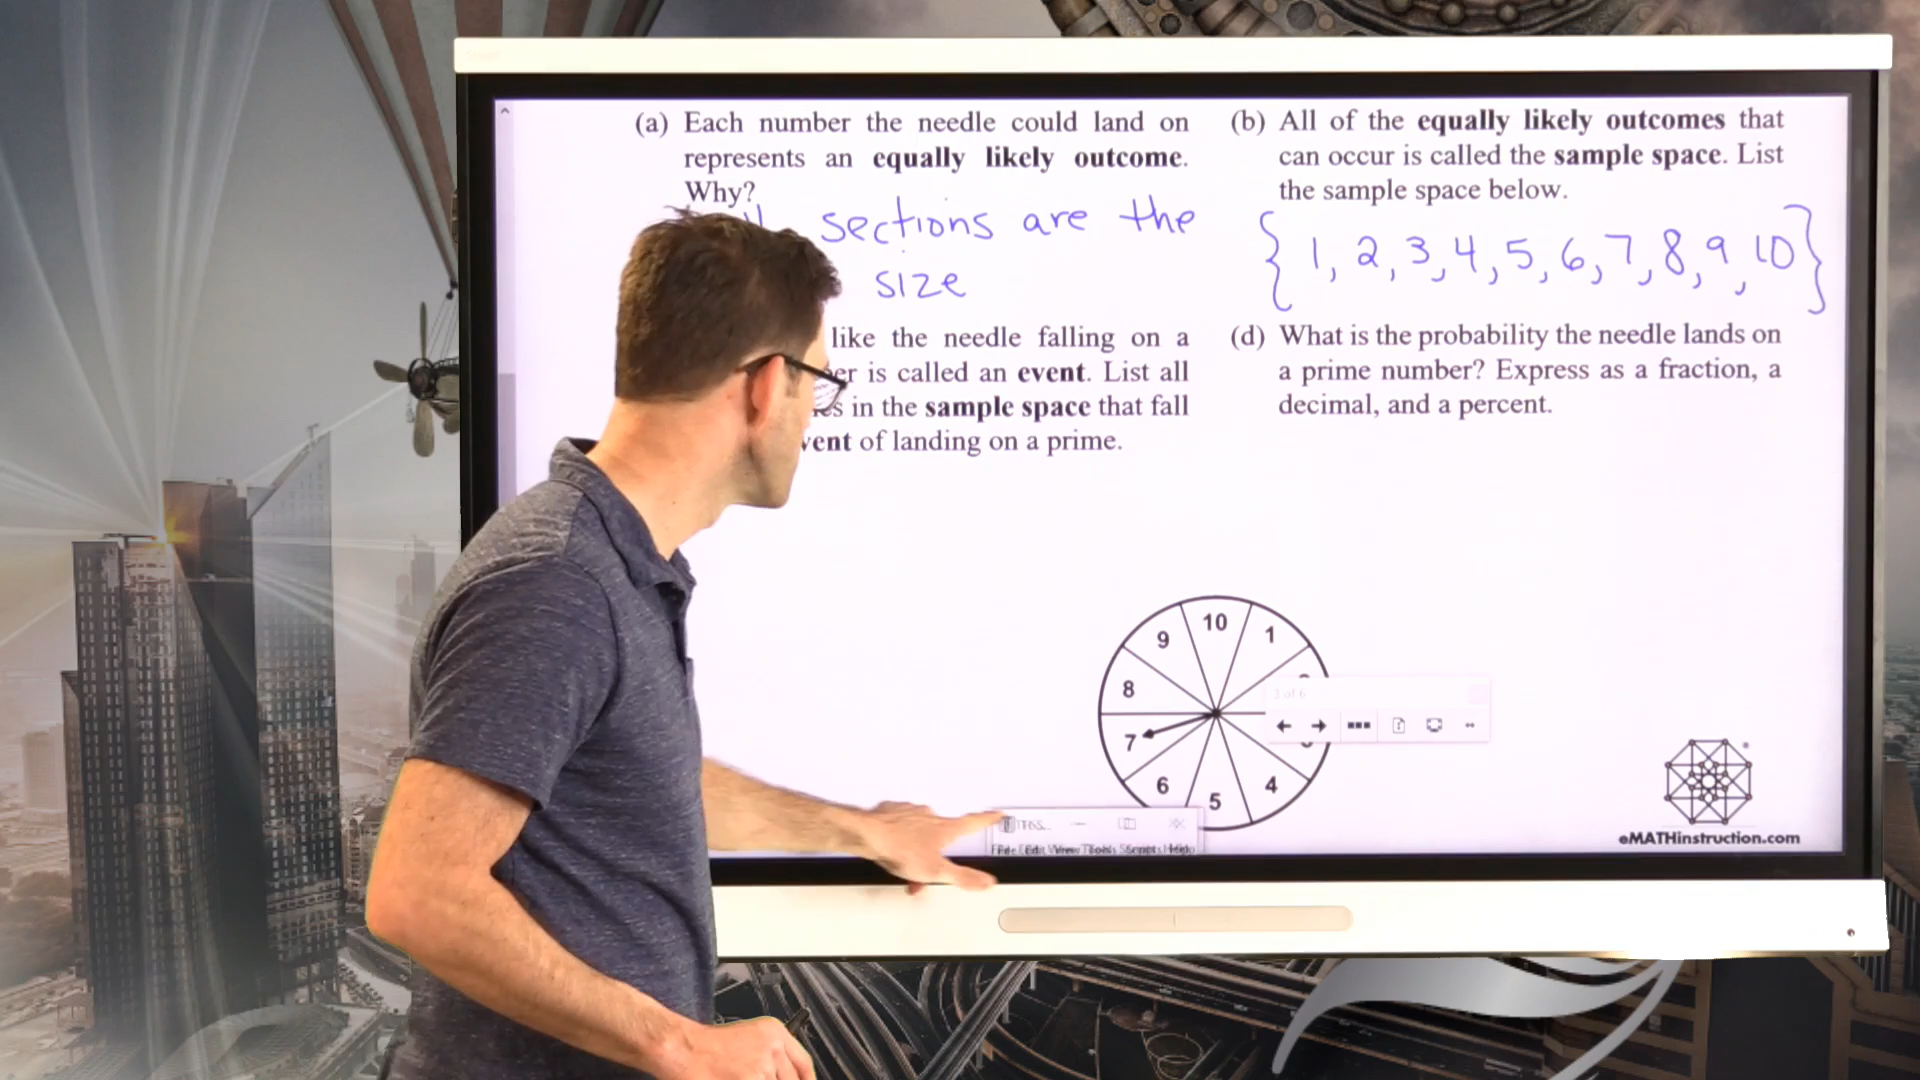 (a) Each number the needle could land on
represents an equally likely outcome.
Why?
sections are the
size
like the needle falling on a
is called an event. List all
in the sample space that fall
of landing on a prime.
(b) All of the equally likely outcomes that
can occur is called the sample space. List
the sample space below.
{1, 2, 3, 4, 5, 6, 7, 8, 9, 10}
(d) What is the probability the needle lands on
a prime number? Express as a fraction, a
decimal, and a percent.
10
1
9
8
7
6
5
4
3 of 6
eMATHinstruction.com